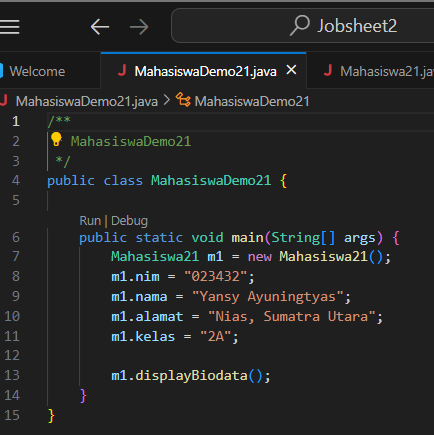 Jobsheet2
Welcome
J MahasiswaDemo21.java ×
J Mahasiswa21.jav
J MahasiswaDemo21.java > MahasiswaDemo21
1 /**
2 MahasiswaDemo21
3 */
4 public class MahasiswaDemo21 {
5
Run | Debug
6 public static void main(String[] args) {
7 Mahasiswa21 m1 = new Mahasiswa21();
8 m1.nim = "023432";
9 m1.nama = "Yansy Ayuningtyas";
10 m1.alamat = "Nias, Sumatra Utara";
11 m1.kelas = "2A";
12
13 m1.displayBiodata();
14 }
15 }